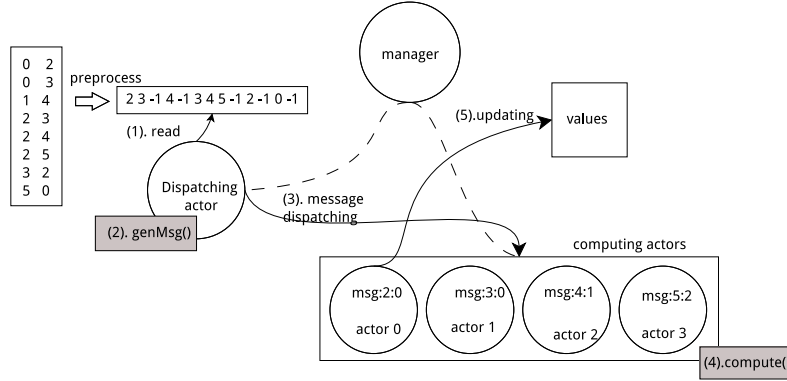 manager
0 2
0 3
1 4
2 3
2 4
2 5
3 2
5 0
preprocess
2 3 -1 4 -1 3 4 5 -1 2 -1 0 -1
(1). read
(5).updating
values
Dispatching
actor
(2). genMsg()
(3). message
dispatching
computing actors
msg:2:0
actor 0
msg:3:0
actor 1
msg:4:1
actor 2
msg:5:2
actor 3
(4).compute(